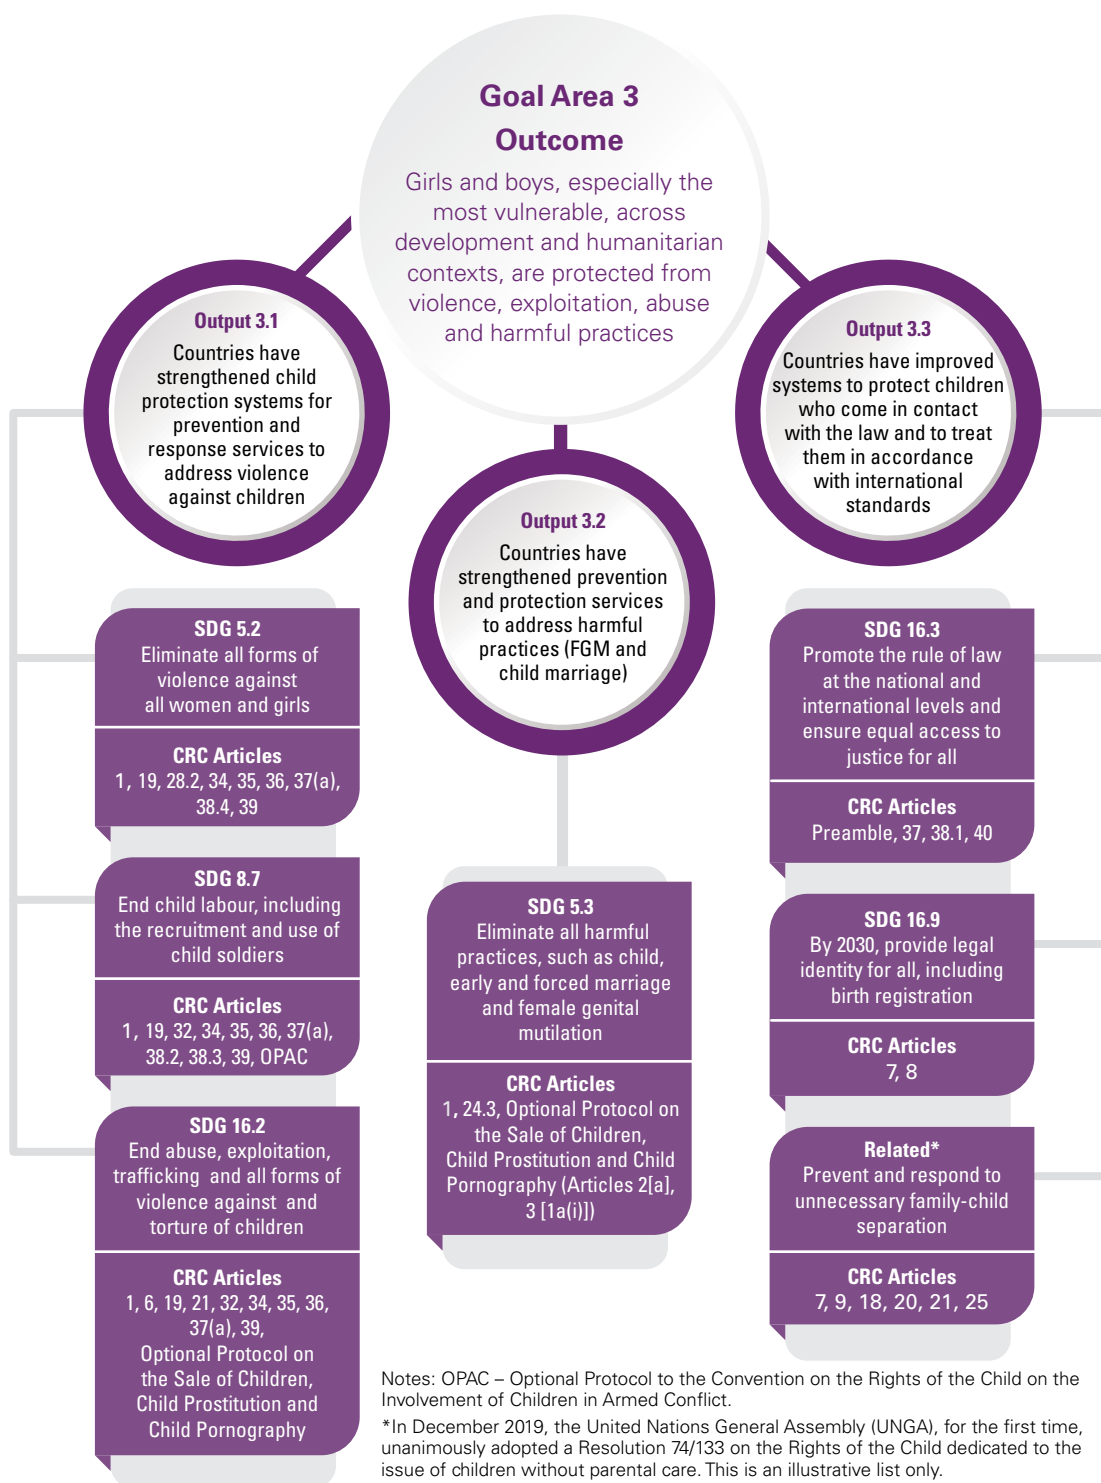 Goal Area 3
Outcome
Girls and boys, especially the
most vulnerable, across
development and humanitarian
contexts, are protected from
violence, exploitation, abuse
and harmful practices
Output 3.1
Countries have
strengthened child
protection systems for
prevention and
response services to
address violence
against children
Output 3.2
Countries have
strengthened prevention
and protection services
to address harmful
practices (FGM and
child marriage)
Output 3.3
Countries have improved
systems to protect children
who come in contact
with the law and to treat
them in accordance
with international
standards
SDG 5.2
Eliminate all forms of
violence against
all women and girls
CRC Articles
1, 19, 28.2, 34, 35, 36, 37(a),
38.4, 39
SDG 8.7
End child labour, including
the recruitment and use of
child soldiers
CRC Articles
1, 19, 32, 34, 35, 36, 37(a),
38.2, 38.3, 39, OPAC
SDG 16.2
End abuse, exploitation,
trafficking and all forms of
violence against and
torture of children
CRC Articles
1, 6, 19, 21, 32, 34, 35, 36,
37(a), 39,
Optional Protocol on
the Sale of Children,
Child Prostitution and
Child Pornography
SDG 5.3
Eliminate all harmful
practices, such as child,
early and forced marriage
and female genital
mutilation
CRC Articles
1, 24.3, Optional Protocol on
the Sale of Children,
Child Prostitution and Child
Pornography (Articles 2[a],
3 [1a(i)])
SDG 16.3
Promote the rule of law
at the national and
international levels and
ensure equal access to
justice for all
CRC Articles
Preamble, 37, 38.1, 40
SDG 16.9
By 2030, provide legal
identity for all, including
birth registration
CRC Articles
7, 8
Related*
Prevent and respond to
unnecessary family-child
separation
CRC Articles
7, 9, 18, 20, 21, 25
Notes: OPAC – Optional Protocol to the Convention on the Rights of the Child on the
Involvement of Children in Armed Conflict.
*In December 2019, the United Nations General Assembly (UNGA), for the first time,
unanimously adopted a Resolution 74/133 on the Rights of the Child dedicated to the
issue of children without parental care. This is an illustrative list only.